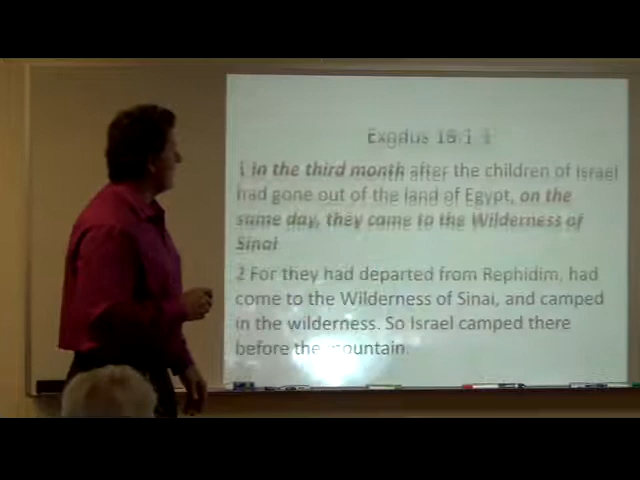 Exodus
1 in the third month after the children of Israel
had gone out of the land of Egypt, on the
same day, they came to the Wilderness of
Sinai
2 For they had departed from Rephidim, had
come to the Wilderness of Sinai, and camped
in the wilderness. So Israel camped there
before the mountain.